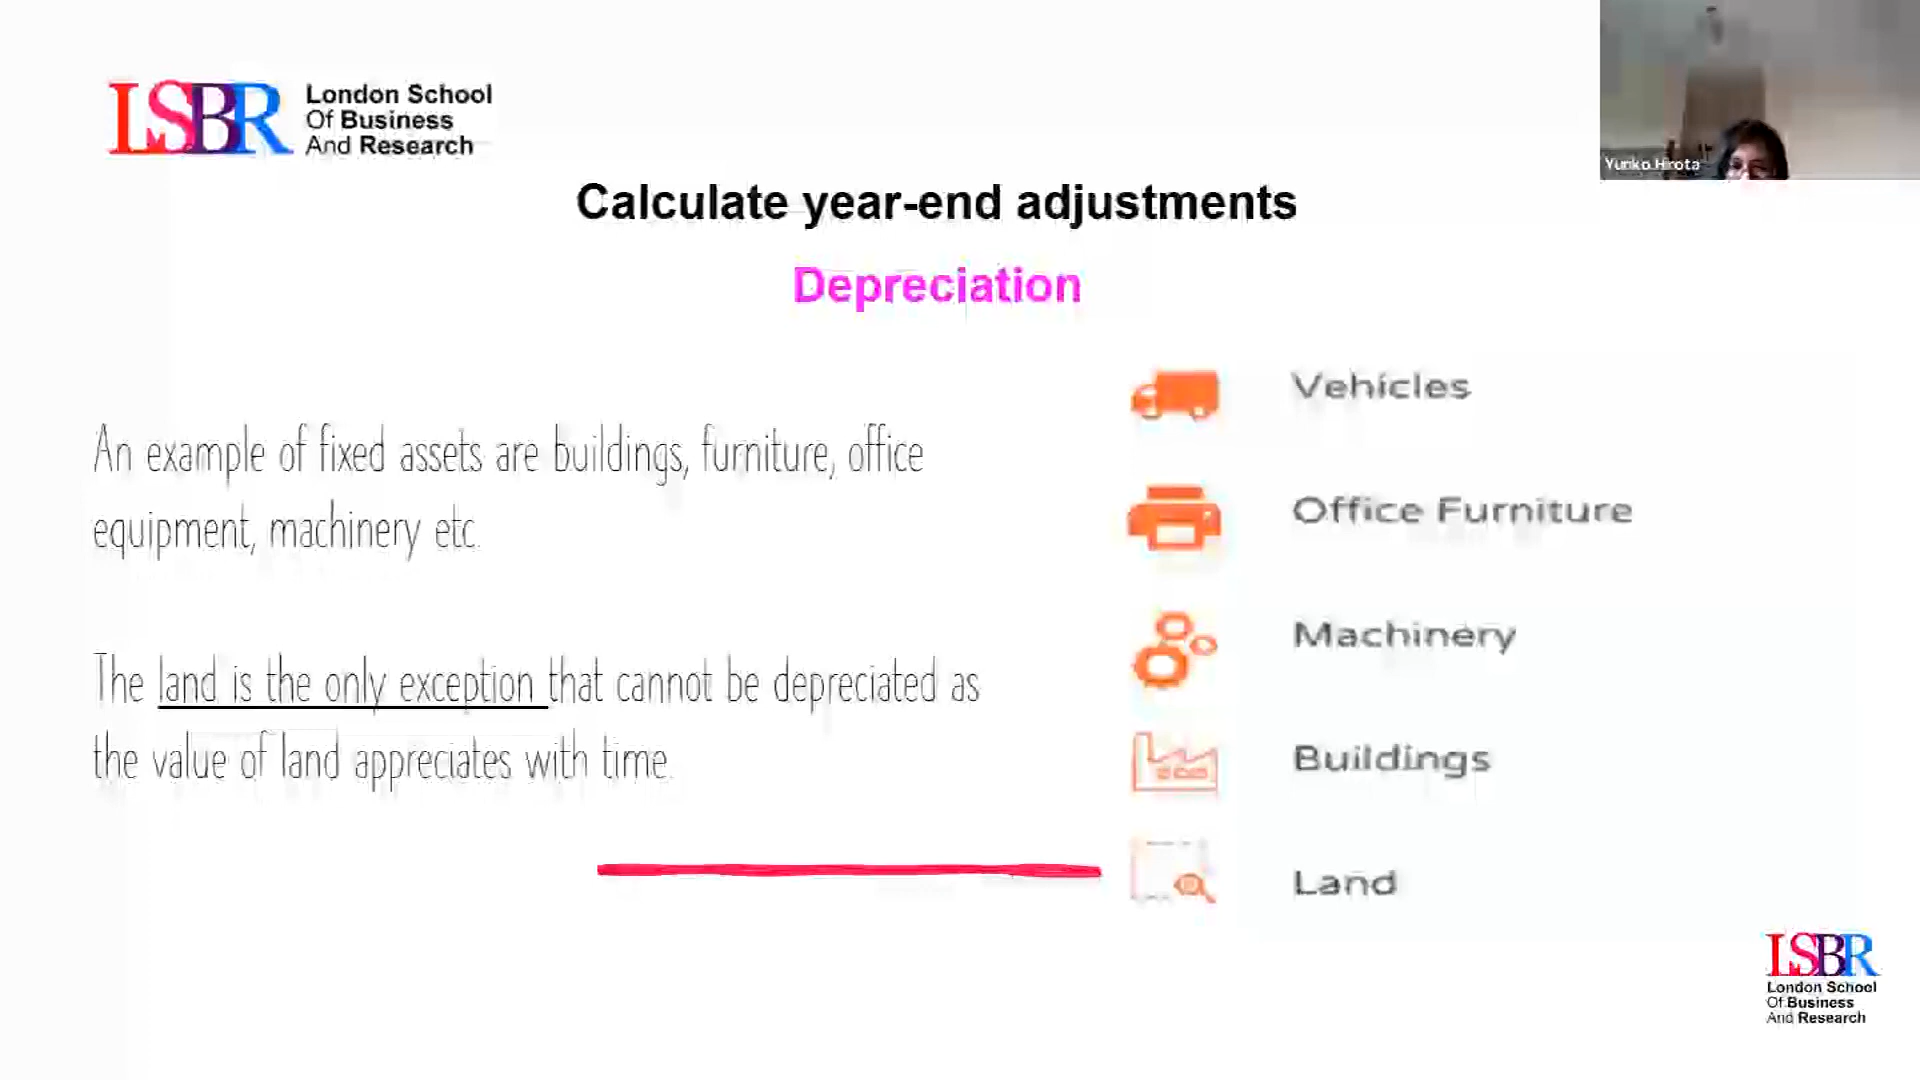 LSBR
London School
Of Business
And Research
Yunko Hirota
Calculate year-end adjustments
Depreciation
An example of fixed assets are buildings, furniture, office
equipment, machinery etc.
The land is the only exception that cannot be depreciated as
the value of land appreciates with time.
Vehicles
Office Furniture
Machinery
Buildings
Land
LSBR
London School
Of Business
And Research